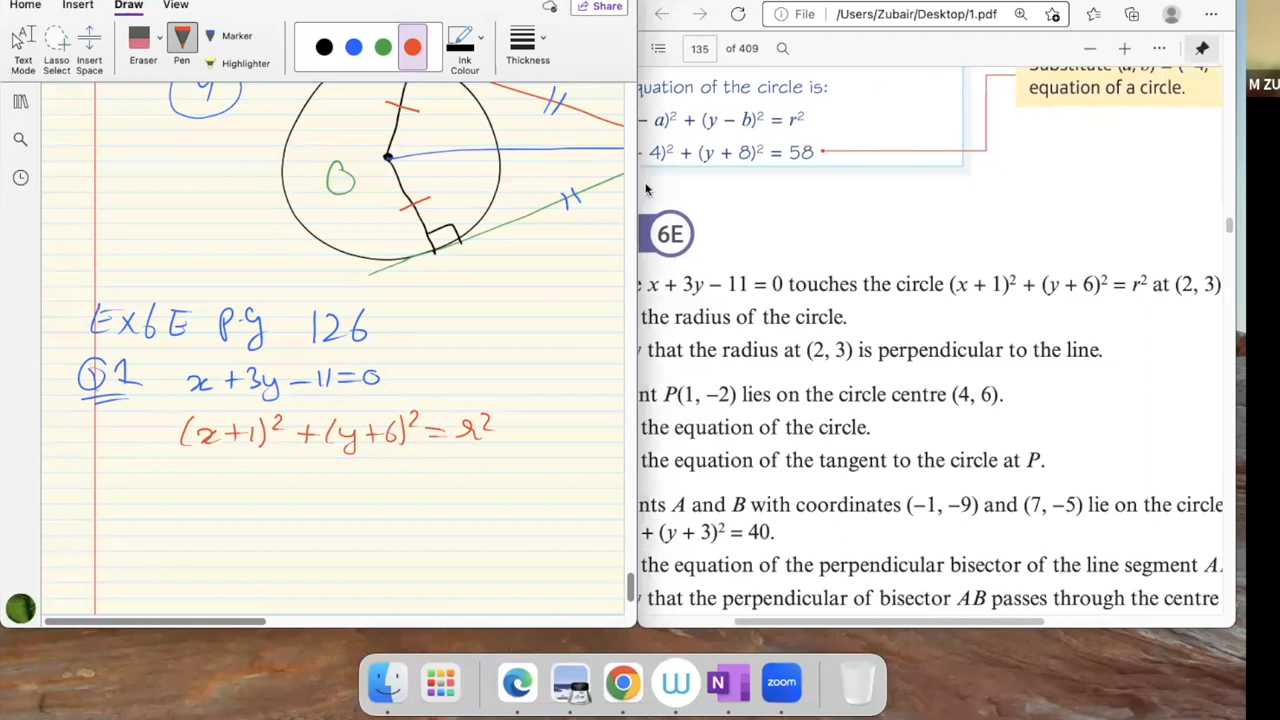 Home Insert Draw View
Share
Text Mode
Lasso Select
Insert Space
Eraser
Pen
Marker
Highlighter
Ink Colour
Thickness
B
Ex6E P.g 126
Q1 x + 3y - 11 = 0
(x+1)² + (y+6)² = r²
File /Users/Zubair/Desktop/1.pdf
135 of 409
quation of the circle is:
– a)² + (y – b)² = r²
4)² + (y + 8)² = 58
equation of a circle.
6E
x + 3y – 11 = 0 touches the circle (x + 1)² + (y + 6)² = r² at (2, 3)
the radius of the circle.
that the radius at (2, 3) is perpendicular to the line.
nt P(1, –2) lies on the circle centre (4, 6).
the equation of the circle.
the equation of the tangent to the circle at P.
nts A and B with coordinates (–1, –9) and (7, –5) lie on the circle
+ (y + 3)² = 40.
the equation of the perpendicular bisector of the line segment A
that the perpendicular of bisector AB passes through the centre
M ZU
zoom